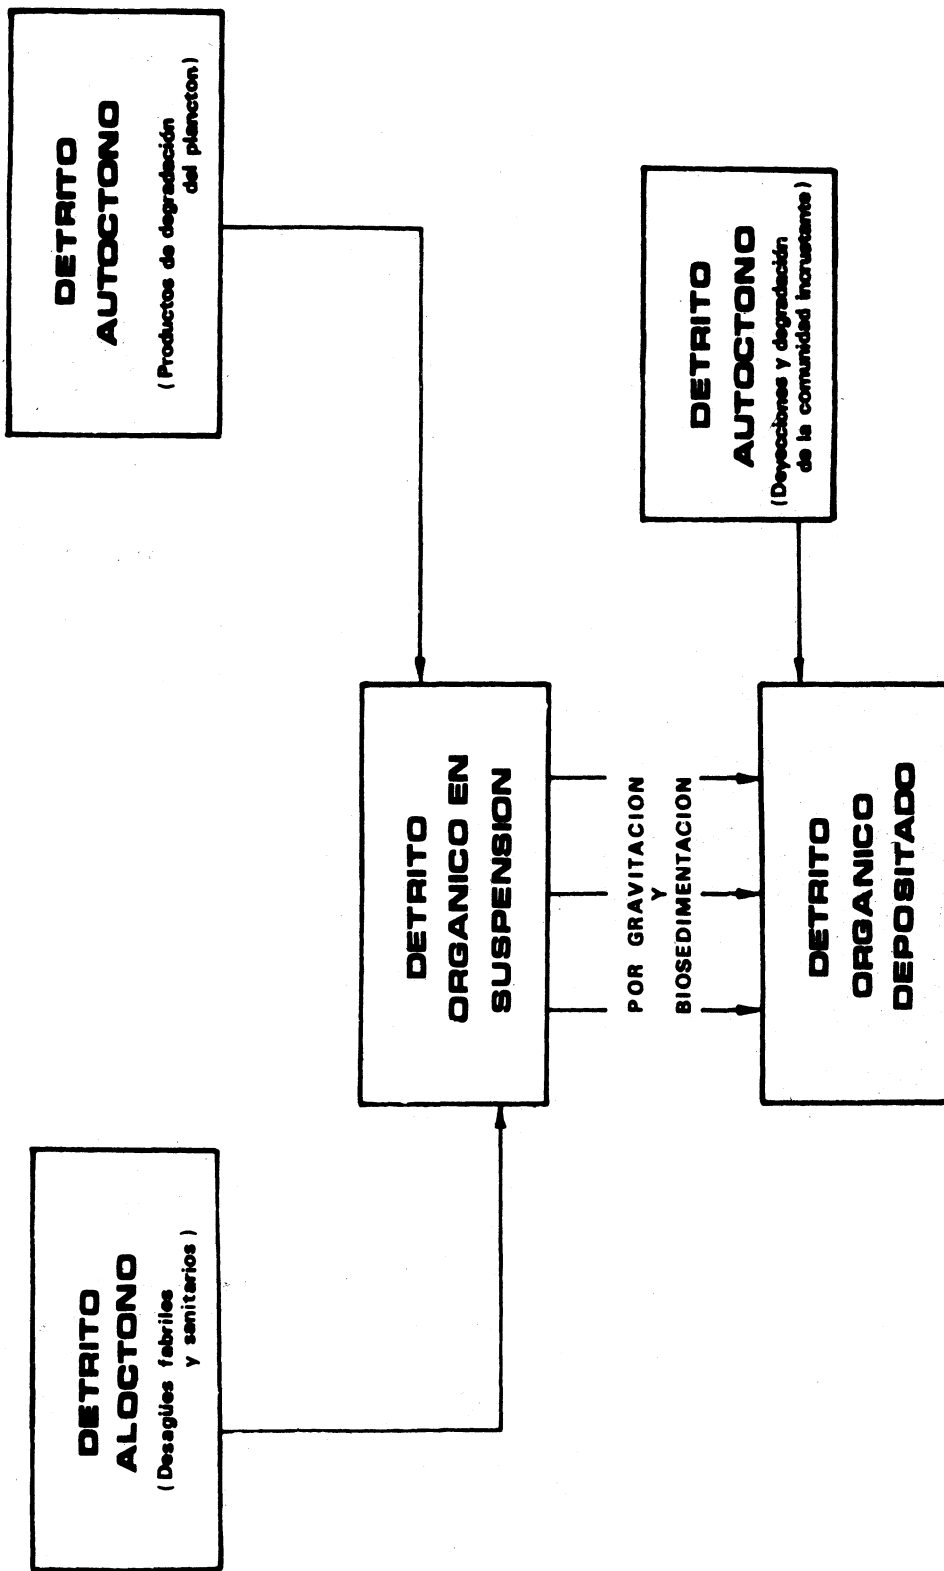 DETRITO
ALOCTONO
(Desagües fabriles
y sanitarios)
DETRITO
AUTOCTONO
(Productos de degradación
del plancton)
DETRITO
ORGANICO EN
SUSPENSION
POR GRAVITACION
Y
BIOSEDIMENTACION
DETRITO
AUTOCTONO
(Deyecciones y degradación
de la comunidad incrustante)
DETRITO
ORGANICO
DEPOSITADO